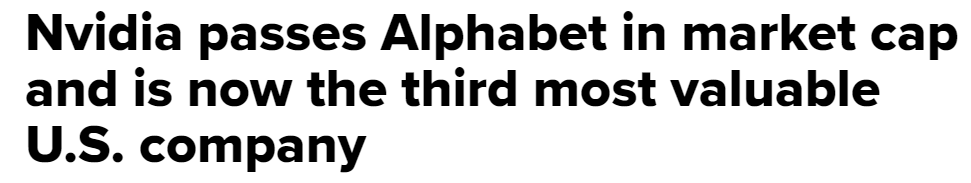 Nvidia passes Alphabet in market cap
and is now the third most valuable
U.S. company